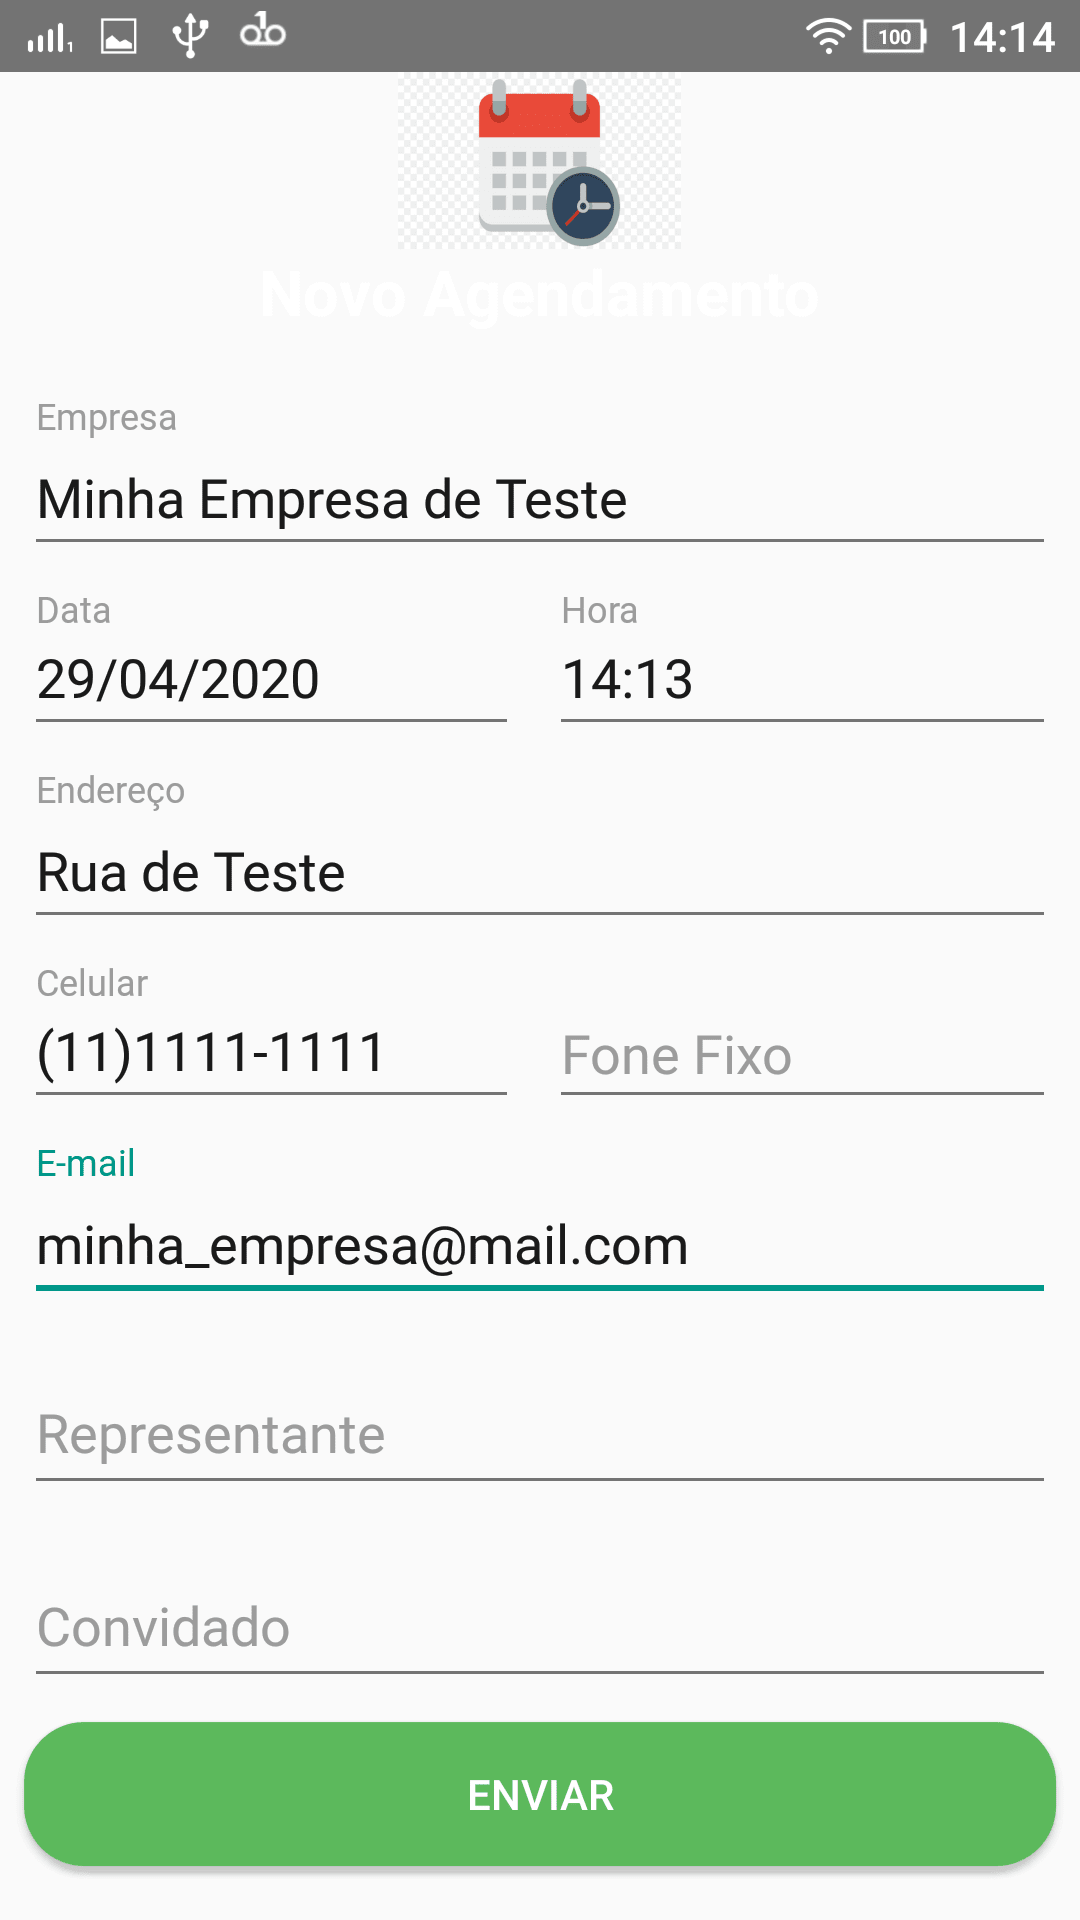 1 100 14:14
Novo Agendamento
Empresa
Minha Empresa de Teste
Data Hora
29/04/2020 14:13
Endereço
Rua de Teste
Celular
(11)1111-1111 Fone Fixo
E-mail
minha_empresa@mail.com
Representante
Convidado
ENVIAR